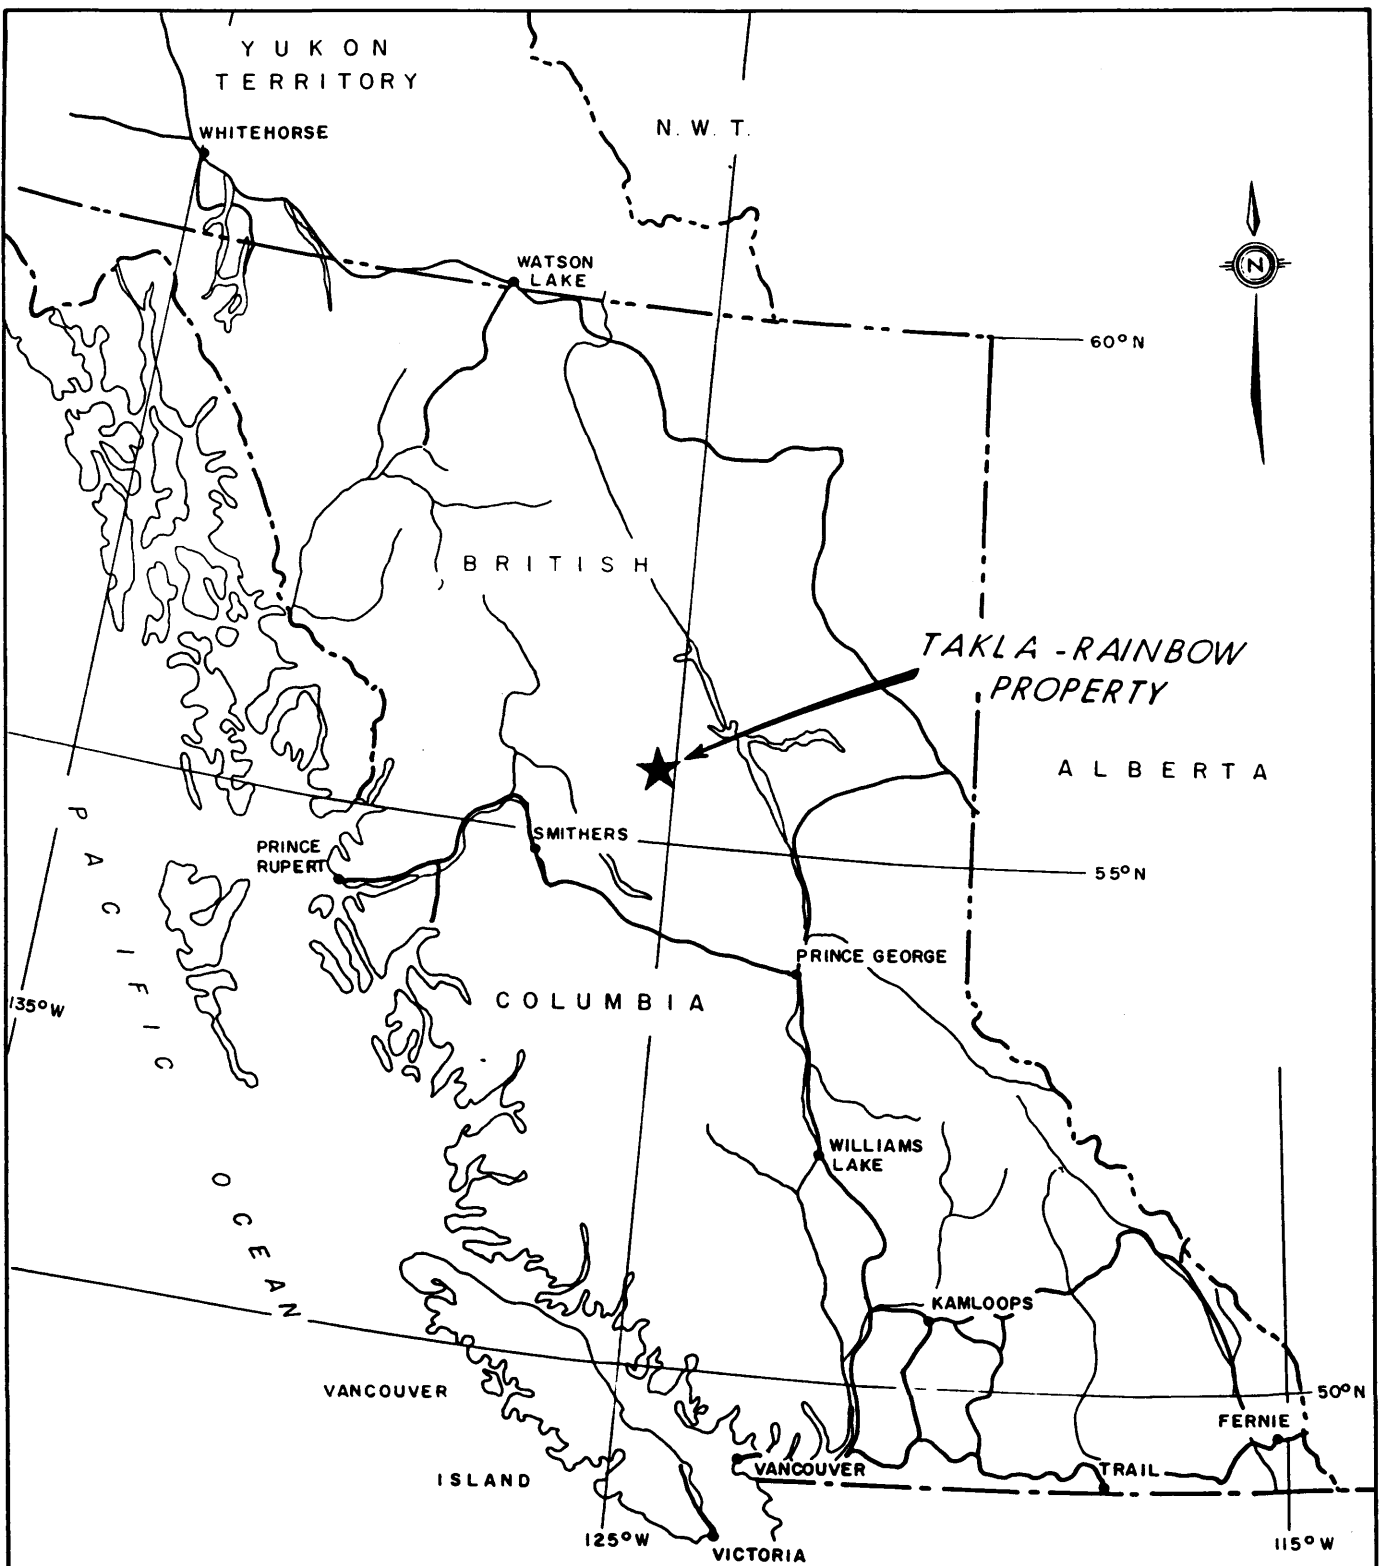 YUKON
TERRITORY
N.W.T.
WHITEHORSE
WATSON
LAKE
N
60°N
BRITISH
TAKLA-RAINBOW
PROPERTY
ALBERTA
PACIFIC
SMITHERS
PRINCE
RUPERT
55°N
PRINCE GEORGE
COLUMBIA
135°W
WILLIAMS
LAKE
OCEAN
KAMLOOPS
VANCOUVER
50°N
FERNIE
ISLAND
VANCOUVER
TRAIL
125°W
VICTORIA
115°W